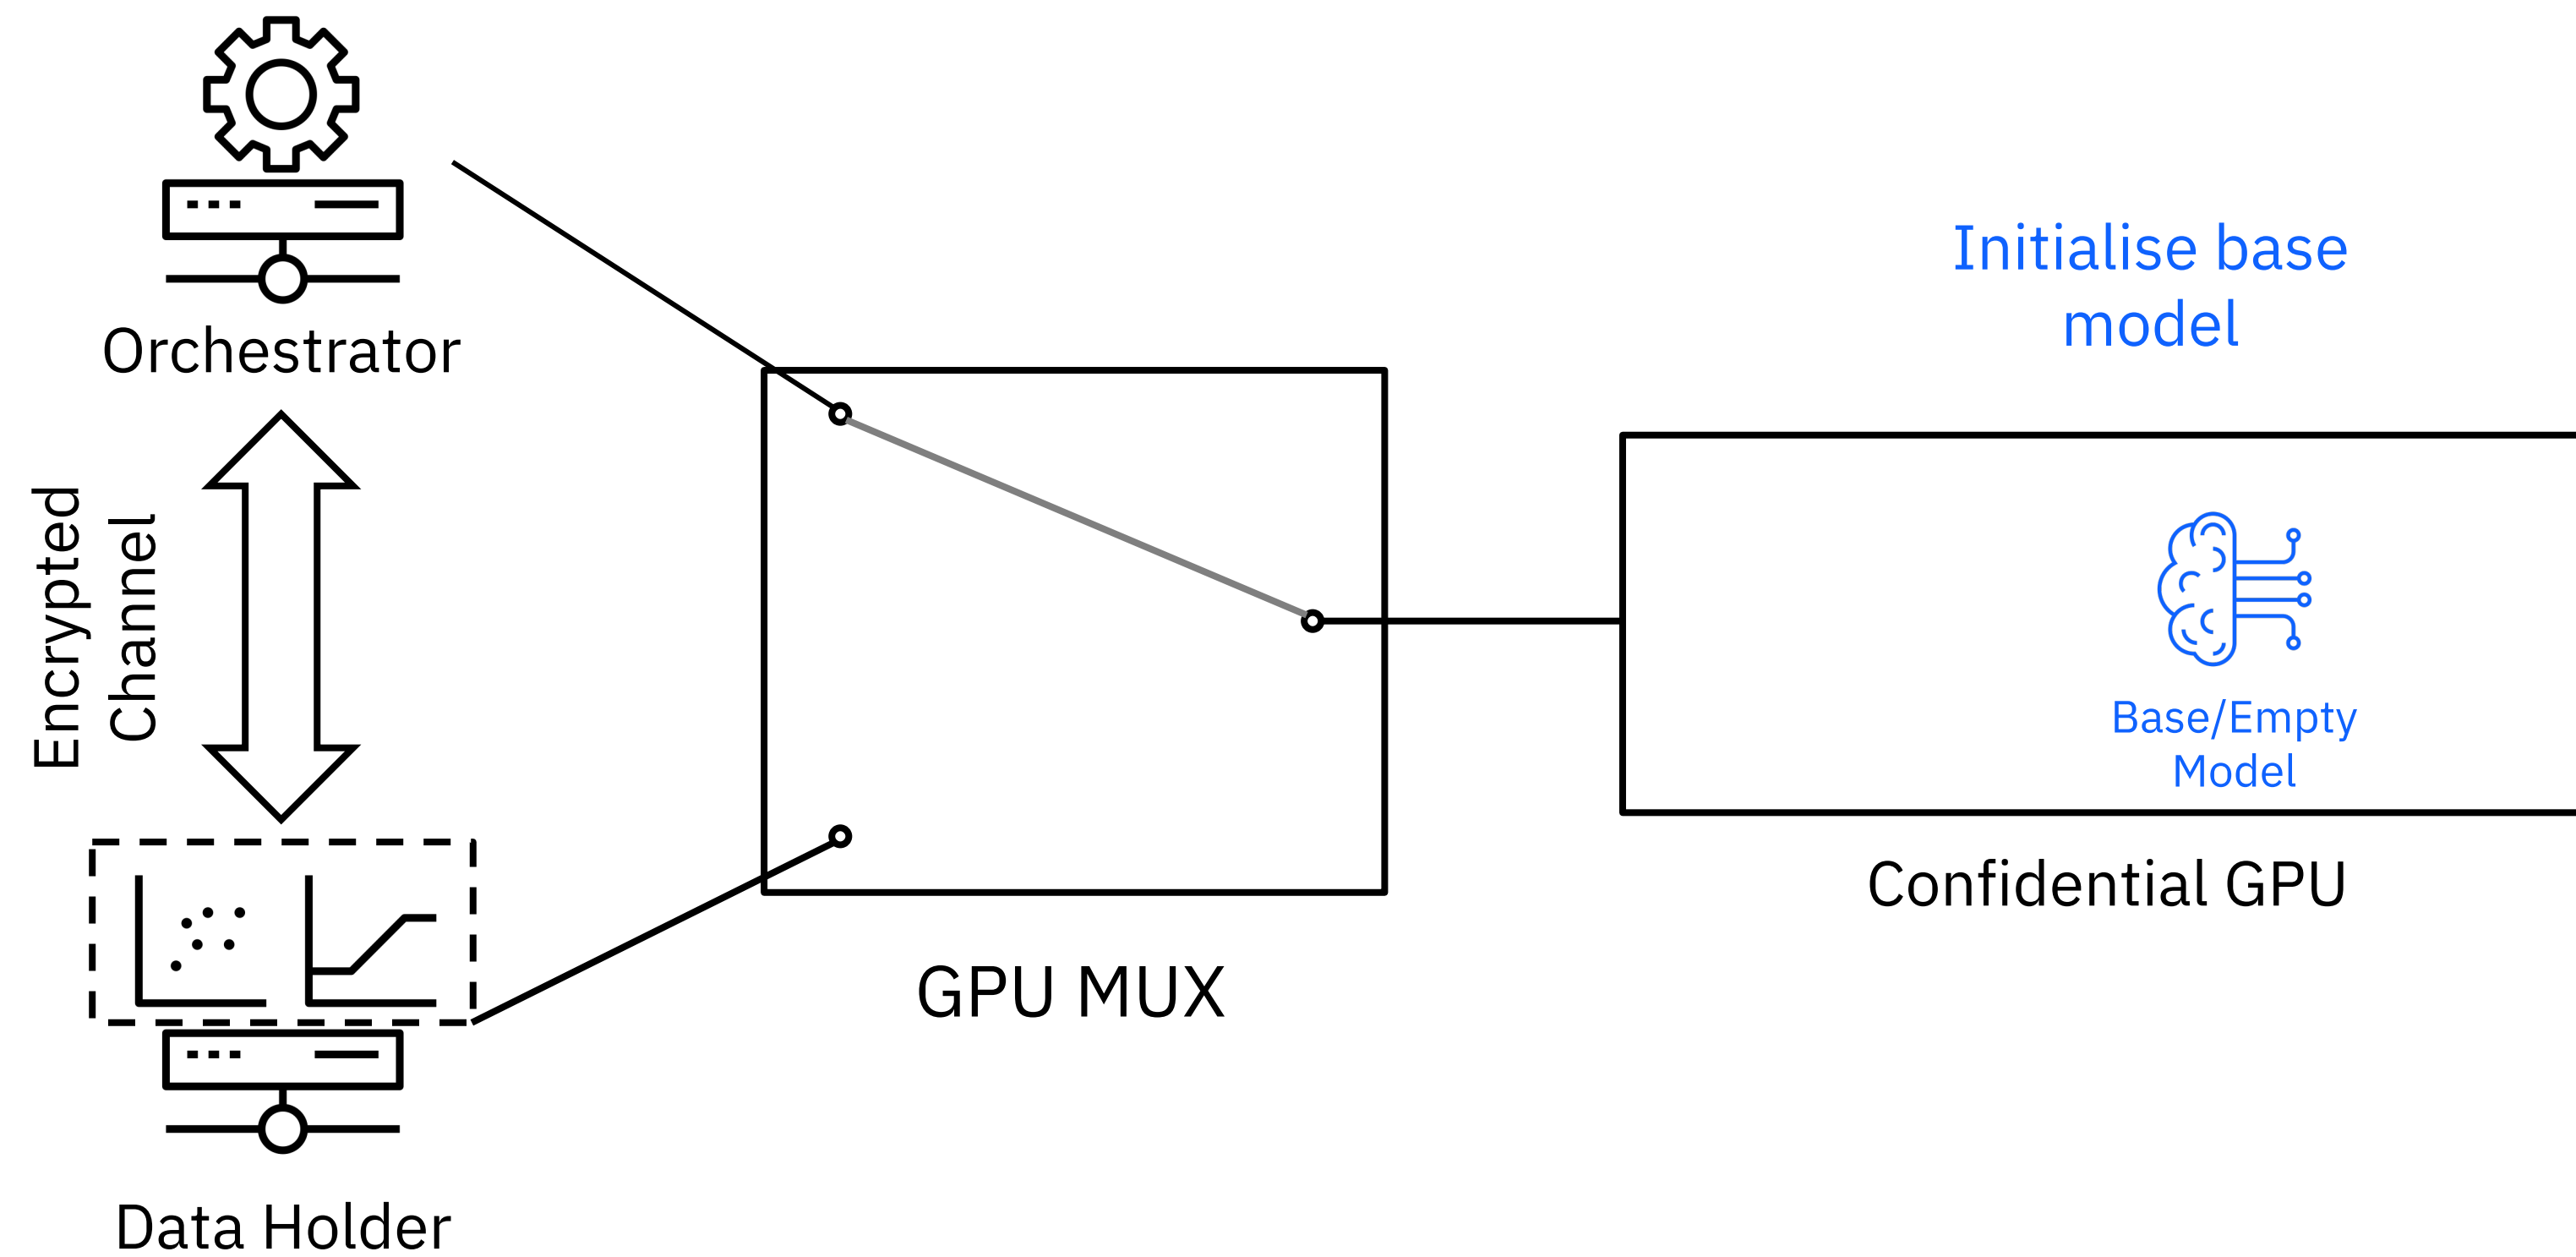 Orchestrator
Encrypted
Channel
Data Holder
GPU MUX
Initialise base
model
Base/Empty
Model
Confidential GPU